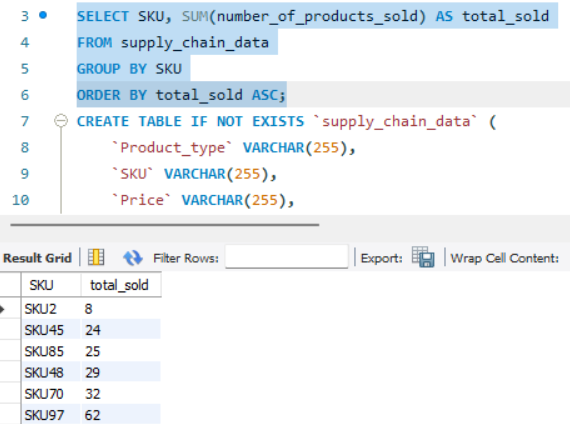 3 SELECT SKU, SUM(number_of_products_sold) AS total_sold
4 FROM supply_chain_data
5 GROUP BY SKU
6 ORDER BY total_sold ASC;
7 CREATE TABLE IF NOT EXISTS `supply_chain_data` (
8 `Product_type` VARCHAR(255),
9 `SKU` VARCHAR(255),
10 `Price` VARCHAR(255),
Result Grid Filter Rows: Export: Wrap Cell Content:
SKU total_sold
SKU2 8
SKU45 24
SKU85 25
SKU48 29
SKU70 32
SKU97 62